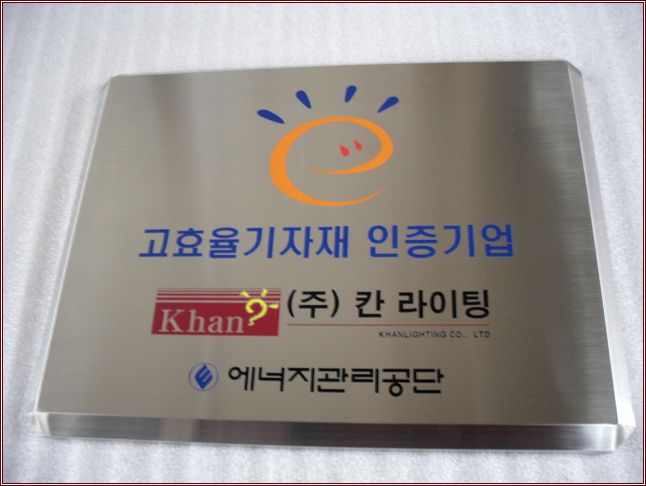 고효율기자재 인증기업
Khan (주) 칸 라이팅
KHANLIGHTING CO., LTD
에너지관리공단